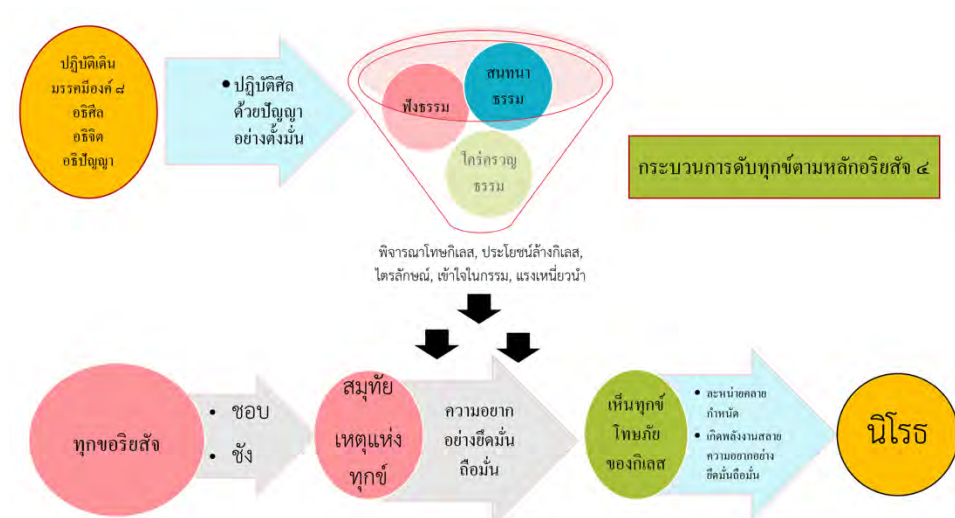 ปฏิบัติเดิน
มรรคมีองค์ ๘
อธิศีล
อธิจิต
อธิปัญญา
• ปฏิบัติศีล
ด้วยปัญญา
อย่างตั้งมั่น
ฟังธรรม
สนทนา
ธรรม
ใคร่ครวญ
ธรรม
กระบวนการดับทุกข์ตามหลักอริยสัจ ๔
พิจารณาโทษกิเลส, ประโยชน์ล้างกิเลส,
ไตรลักษณ์, เข้าใจในกรรม, แรงเหนี่ยวนำ
ทุกขอริยสัจ
• ชอบ
• ชัง
สมุทัย
เหตุแห่ง
ทุกข์
ความอยาก
อย่างยึดมั่น
ถือมั่น
เห็นทุกข์
โทษภัย
ของกิเลส
• ละหน่ายคลาย
กำหนัด
• เกิดพลังงานสลาย
ความอยากอย่าง
ยึดมั่นถือมั่น
นิโรธ